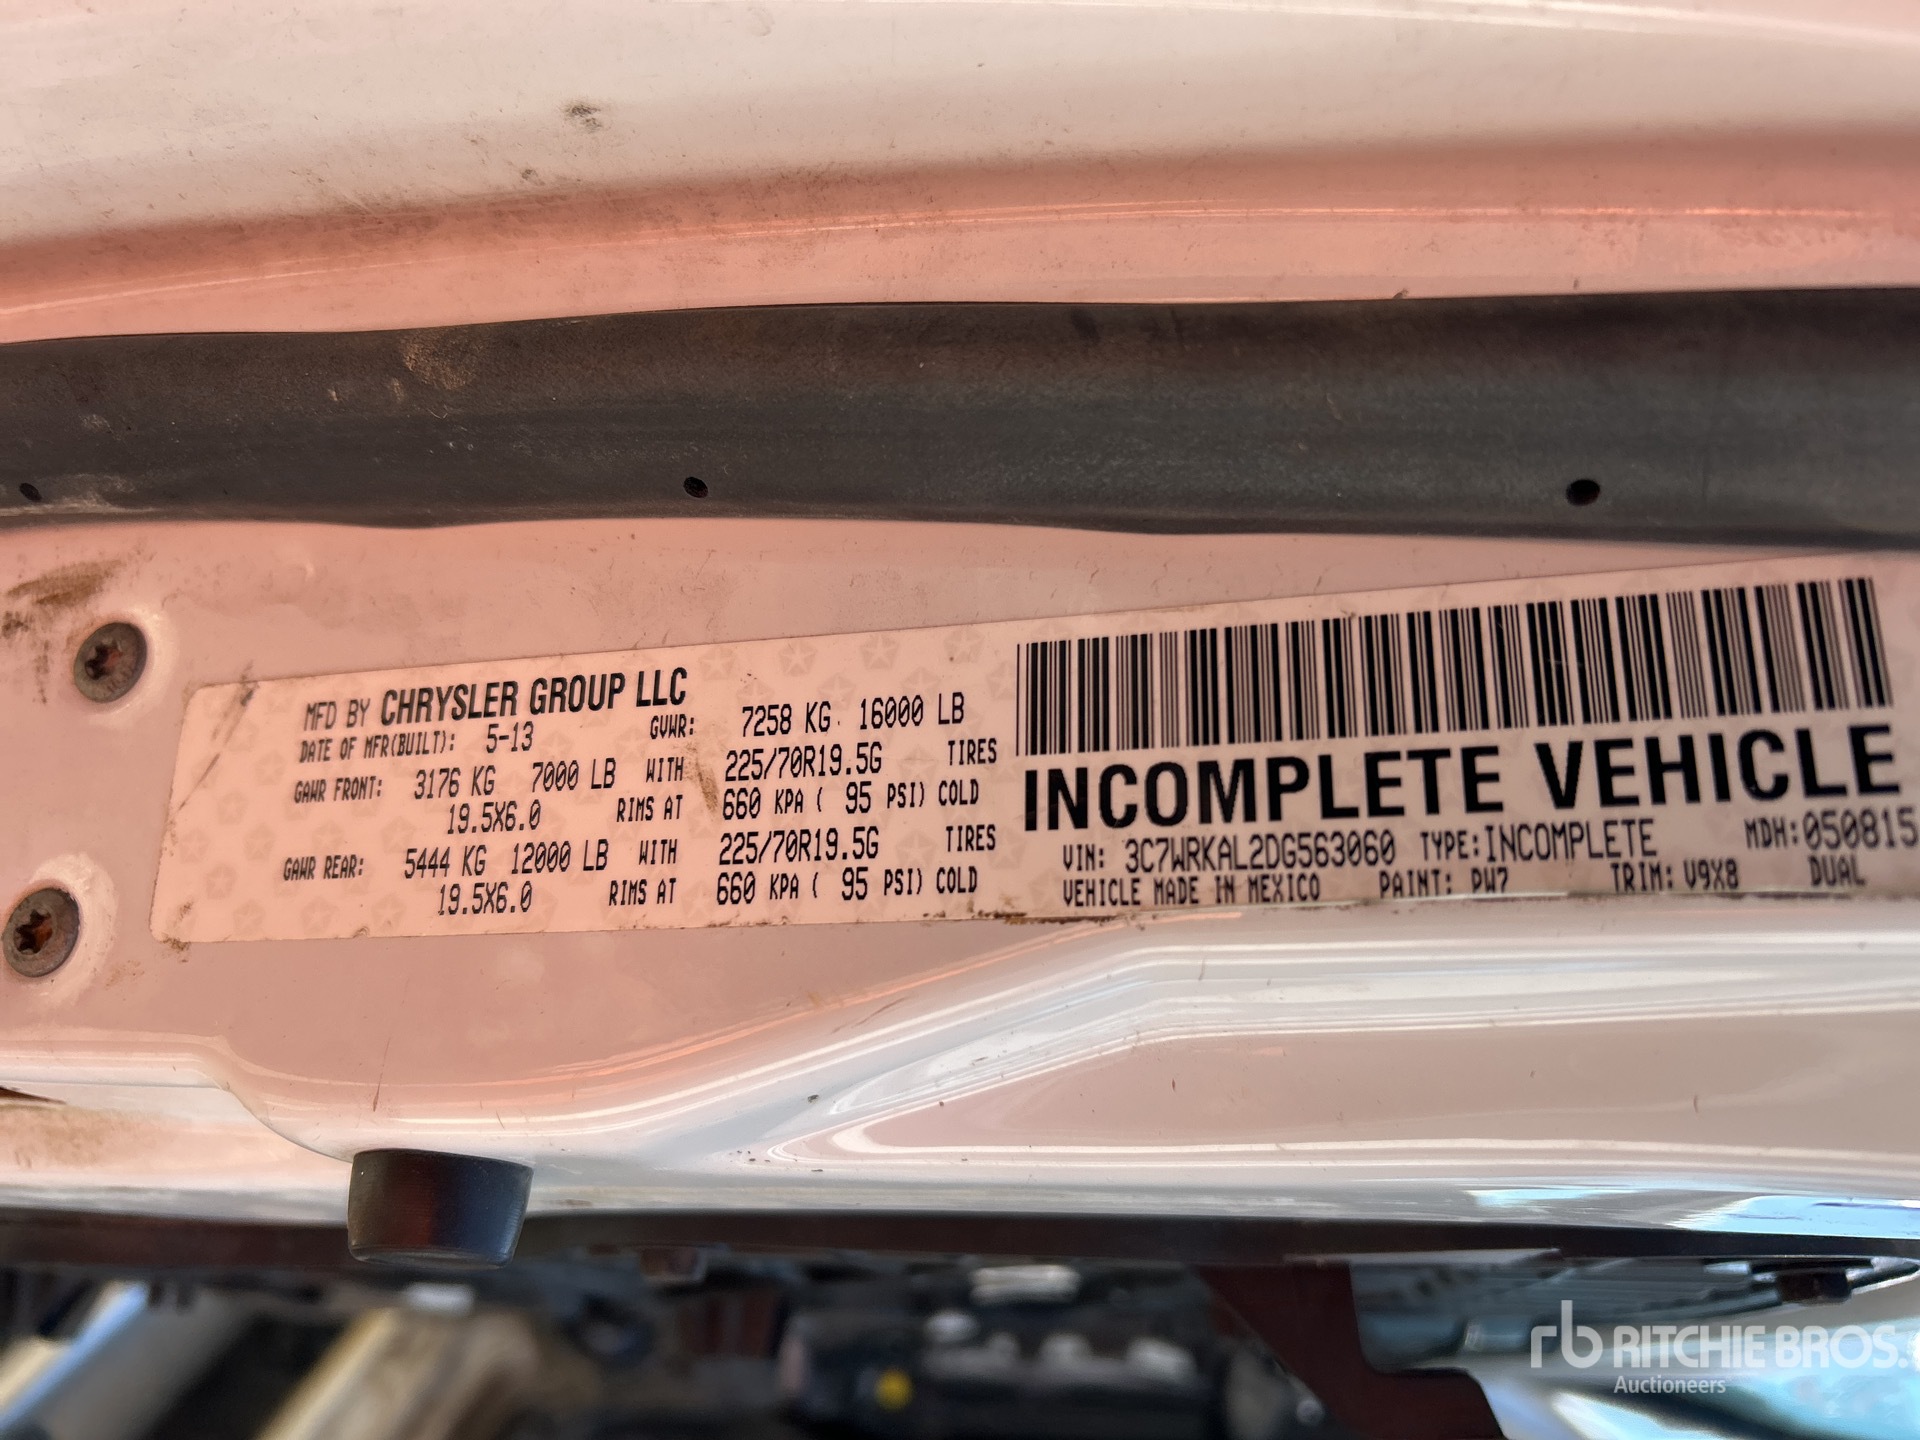 MFD BY CHRYSLER GROUP LLC
DATE OF MFR(BUILT): 5-13 GVWR: 7258 KG 16000 LB
GAWR FRONT: 3176 KG 7000 LB WITH 225/70R19.5G TIRES
19.5X6.0 RIMS AT 660 KPA ( 95 PSI) COLD
GAWR REAR: 5444 KG 12000 LB WITH 225/70R19.5G TIRES
19.5X6.0 RIMS AT 660 KPA ( 95 PSI) COLD
INCOMPLETE VEHICLE
VIN: 3C7WRKAL2DG563060 TYPE:INCOMPLETE MDH:050815
VEHICLE MADE IN MEXICO PAINT: PW7 TRIM: V9X8 DUAL
rb RITCHIE BROS.
Auctioneers